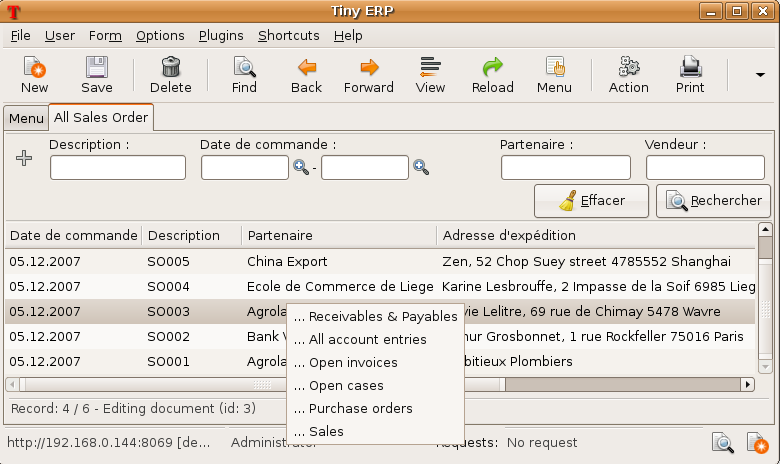 Tiny ERP
File User Form Options Plugins Shortcuts Help
New Save Delete Find Back Forward View Reload Menu Action Print
Menu All Sales Order
Description : Date de commande : Partenaire : Vendeur :
-
Effacer Rechercher
Date de commande Description Partenaire Adresse d'expédition
05.12.2007 SO005 China Export Zen, 52 Chop Suey street 4785552 Shanghai
05.12.2007 SO004 Ecole de Commerce de Liege Karine Lesbrouffe, 2 Impasse de la Soif 6985 Lieg
05.12.2007 SO003 Agrola vie Lelitre, 69 rue de Chimay 5478 Wavre
... Receivables & Payables
05.12.2007 SO002 Bank hur Grosbonnet, 1 rue Rockfeller 75016 Paris
... All account entries
05.12.2007 SO001 Agrola bitieux Plombiers
... Open invoices
... Open cases
Record: 4 / 6 - Editing document (id: 3)
... Purchase orders
... Sales
http://192.168.0.144:8069 [de... Administrator Requests: No request